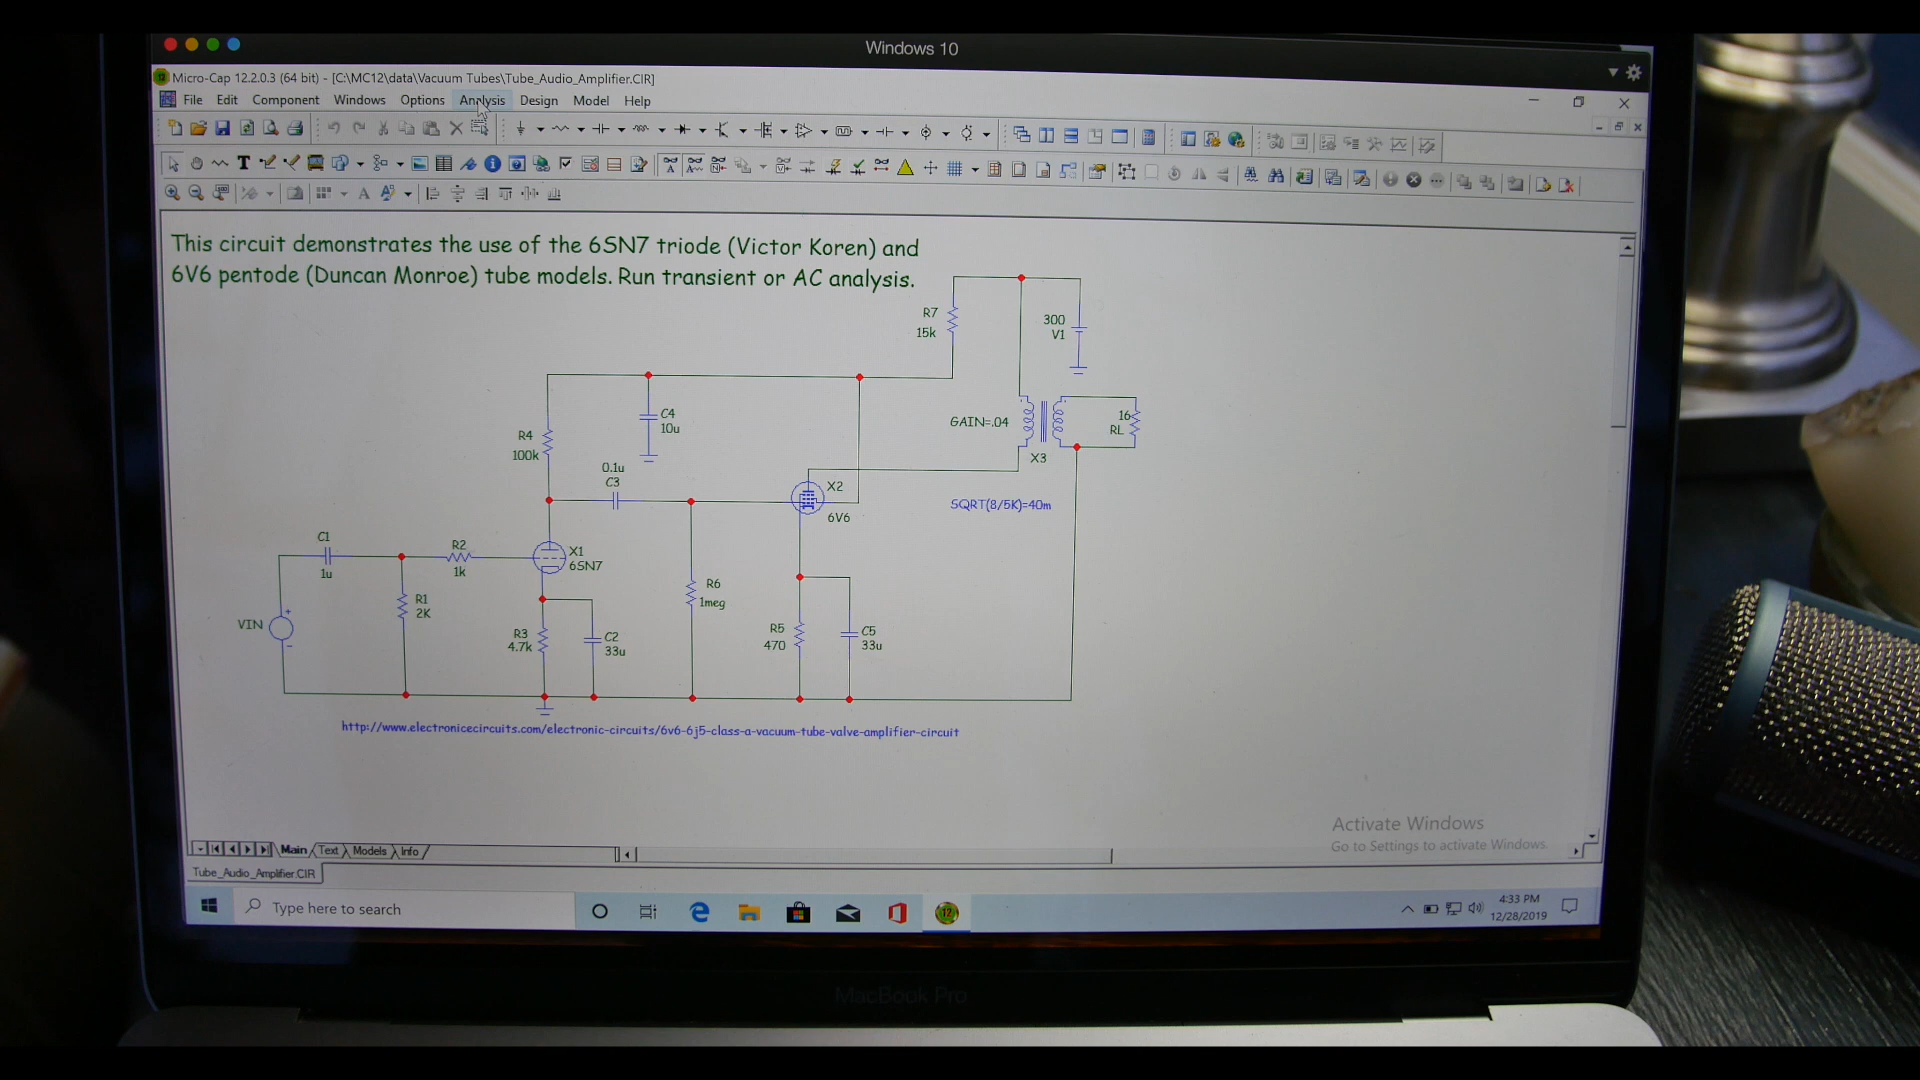 Windows 10
Micro-Cap 12.2.0.3 (64 bit) - [C:\MC12\data\Vacuum Tubes\Tube_Audio_Amplifier.CIR]
File Edit Component Windows Options Analysis Design Model Help
This circuit demonstrates the use of the 6SN7 triode (Victor Koren) and
6V6 pentode (Duncan Monroe) tube models. Run transient or AC analysis.
R7
15k
300
V1
C4
10u
GAIN=.04
16
RL
X3
R4
100k
0.1u
C3
X2
6V6
SQRT(8/5K)=40m
C1
1u
R2
1k
X1
6SN7
R1
2K
VIN
R3
4.7k
C2
33u
R6
1meg
R5
470
C5
33u
http://www.electronicecircuits.com/electronic-circuits/6v6-6j5-class-a-vacuum-tube-valve-amplifier-circuit
Activate Windows
Go to Settings to activate Windows.
Main Text Models Info
Tube_Audio_Amplifier.CIR
Type here to search
12
4:33 PM
12/28/2019
MacBook Pro